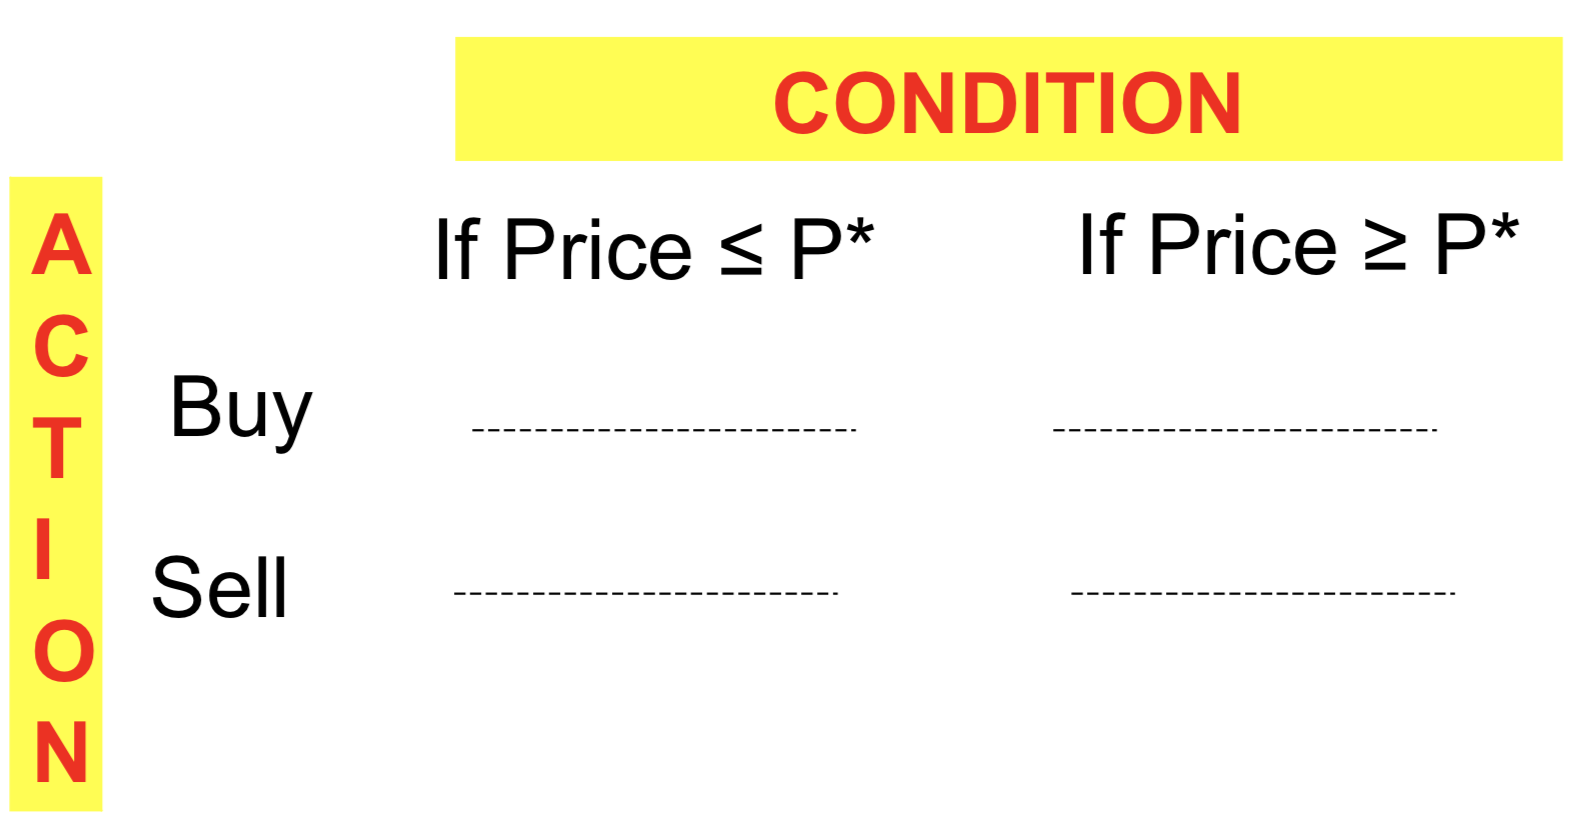 CONDITION
A
C
T
I
O
N
If Price ≤ P*
If Price ≥ P*
Buy
Sell